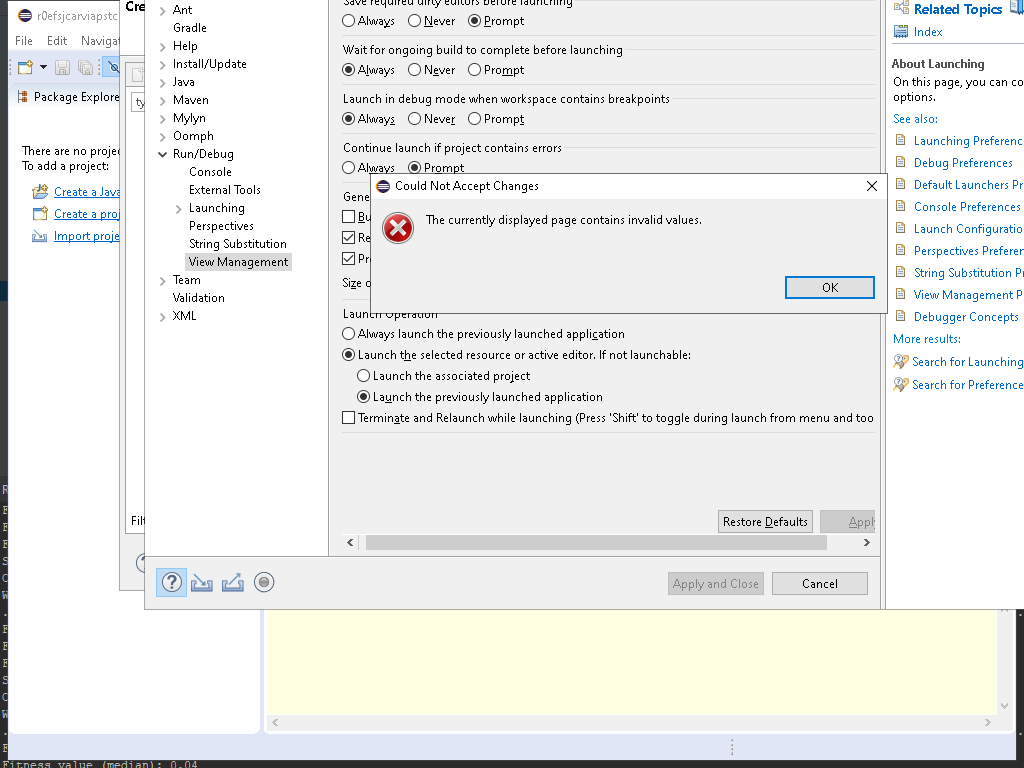 r0efsjcarviapstc
File Edit Navigat
Package Explore
There are no projec
To add a project:
Create a Java
Create a proj
Import proje
Cre
ty
Filt
Ant
Gradle
Help
Install/Update
Java
Maven
Mylyn
Oomph
Run/Debug
Console
External Tools
Launching
Perspectives
String Substitution
View Management
Team
Validation
XML
Save required dirty editors before launching
Always Never Prompt
Wait for ongoing build to complete before launching
Always Never Prompt
Launch in debug mode when workspace contains breakpoints
Always Never Prompt
Continue launch if project contains errors
Always Prompt
Gene
Bu
Re
Pr
Size o
Could Not Accept Changes
The currently displayed page contains invalid values.
OK
Launch Operation
Always launch the previously launched application
Launch the selected resource or active editor. If not launchable:
Launch the associated project
Launch the previously launched application
Terminate and Relaunch while launching (Press 'Shift' to toggle during launch from menu and too
Restore Defaults Apply
Apply and Close Cancel
Related Topics
Index
About Launching
On this page, you can co
options.
See also:
Launching Preferenc
Debug Preferences
Default Launchers Pr
Console Preferences
Launch Configuratio
Perspectives Preferer
String Substitution Pr
View Management P
Debugger Concepts
More results:
Search for Launching
Search for Preference
Fitness value (median): 0.04